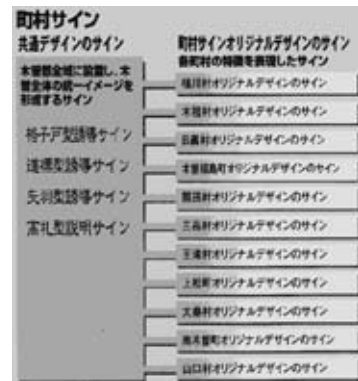 町村サイン
共通デザインのサイン
木曽郡全域に設置し、木
曽全体の統一イメージを
形成するサイン
格子戸型誘導サイン
道標型誘導サイン
矢羽型誘導サイン
高札型説明サイン
町村サインオリジナルデザインのサイン
各町村の特徴を表現したサイン
楢川村オリジナルデザインのサイン
木祖村オリジナルデザインのサイン
日義村オリジナルデザインのサイン
木曽福島町オリジナルデザインのサイン
開田村オリジナルデザインのサイン
三岳村オリジナルデザインのサイン
王滝村オリジナルデザインのサイン
上松町オリジナルデザインのサイン
大桑村オリジナルデザインのサイン
南木曽町オリジナルデザインのサイン
山口村オリジナルデザインのサイン